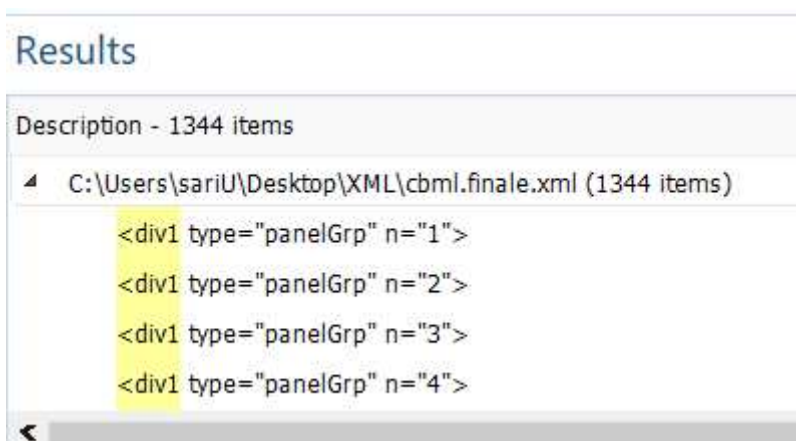 Results
Description - 1344 items
C:\Users\sariU\Desktop\XML\cbml.finale.xml (1344 items)
<div1 type="panelGrp" n="1">
<div1 type="panelGrp" n="2">
<div1 type="panelGrp" n="3">
<div1 type="panelGrp" n="4">